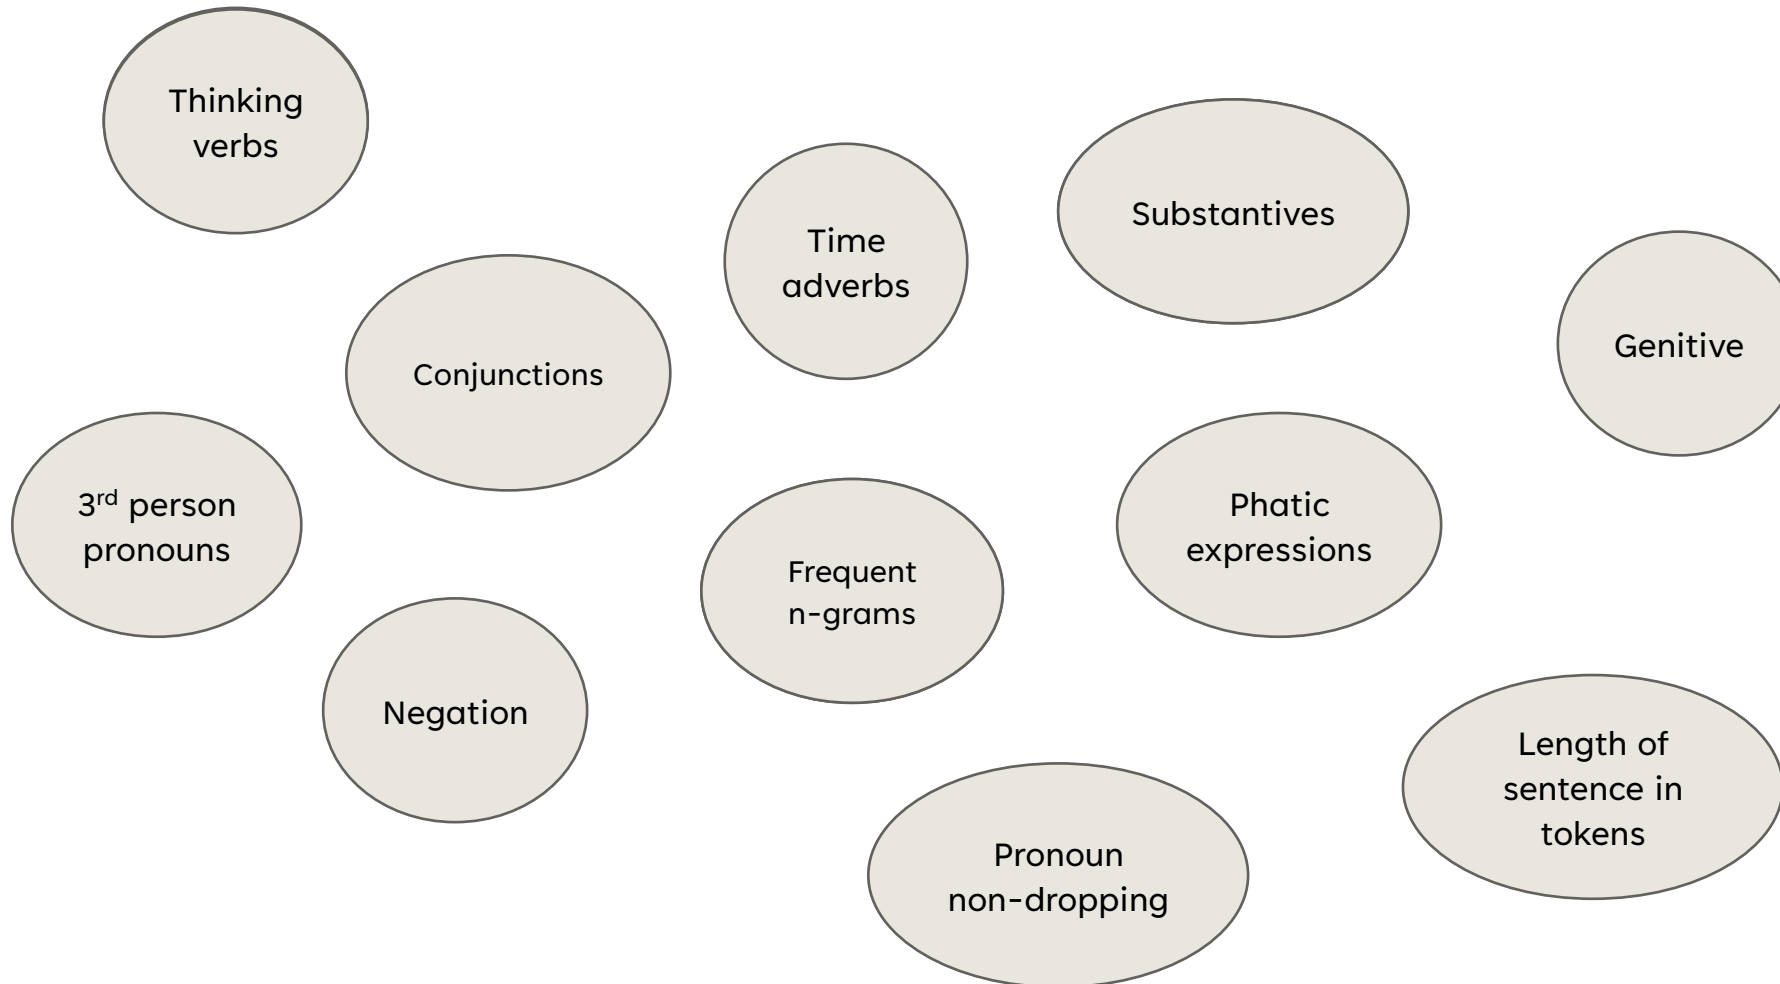 Thinking
verbs
Time
adverbs
Substantives
Genitive
Conjunctions
3rd person
pronouns
Frequent
n-grams
Phatic
expressions
Negation
Length of
sentence in
tokens
Pronoun
non-dropping